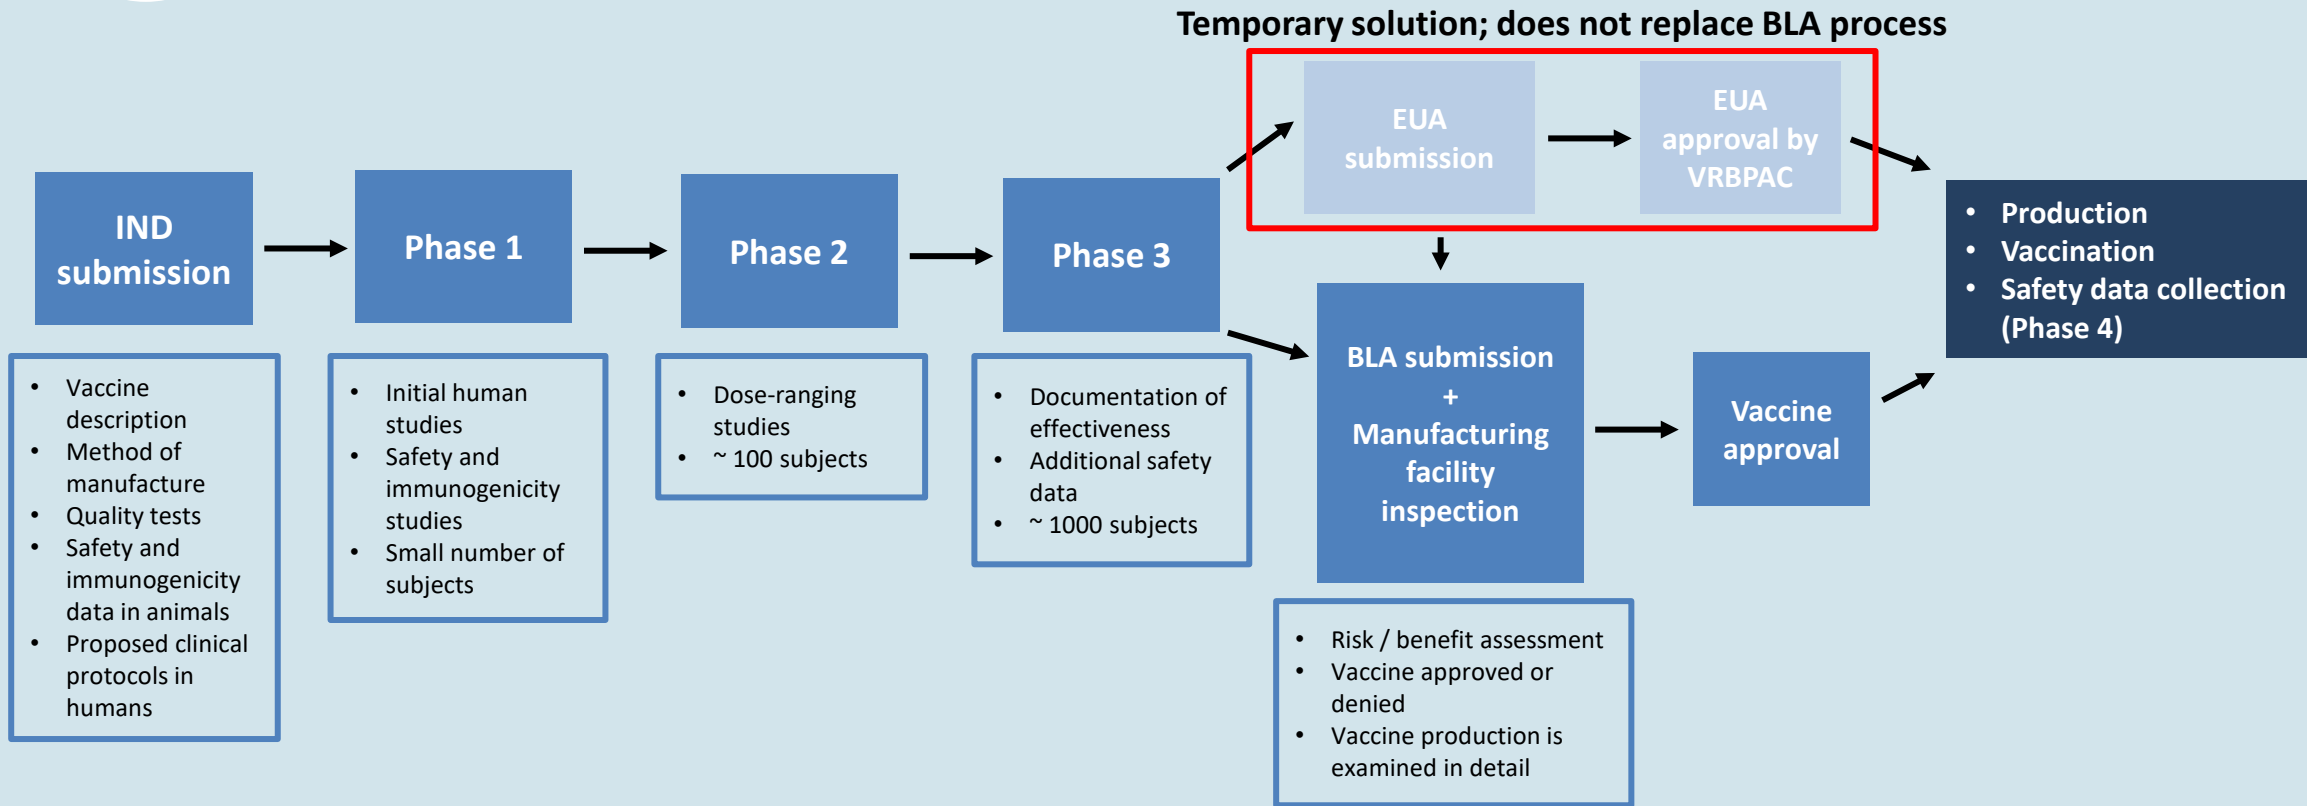 Temporary solution; does not replace BLA process
IND
submission
Phase 1
Phase 2
Phase 3
EUA
submission
EUA
approval by
VRBPAC
• Production
• Vaccination
• Safety data collection
(Phase 4)
• Vaccine
description
• Method of
manufacture
• Quality tests
• Safety and
immunogenicity
data in animals
• Proposed clinical
protocols in
humans
• Initial human
studies
• Safety and
immunogenicity
studies
• Small number of
subjects
• Dose-ranging
studies
• ~ 100 subjects
• Documentation of
effectiveness
• Additional safety
data
• ~ 1000 subjects
BLA submission
+
Manufacturing
facility
inspection
Vaccine
approval
• Risk / benefit assessment
• Vaccine approved or
denied
• Vaccine production is
examined in detail